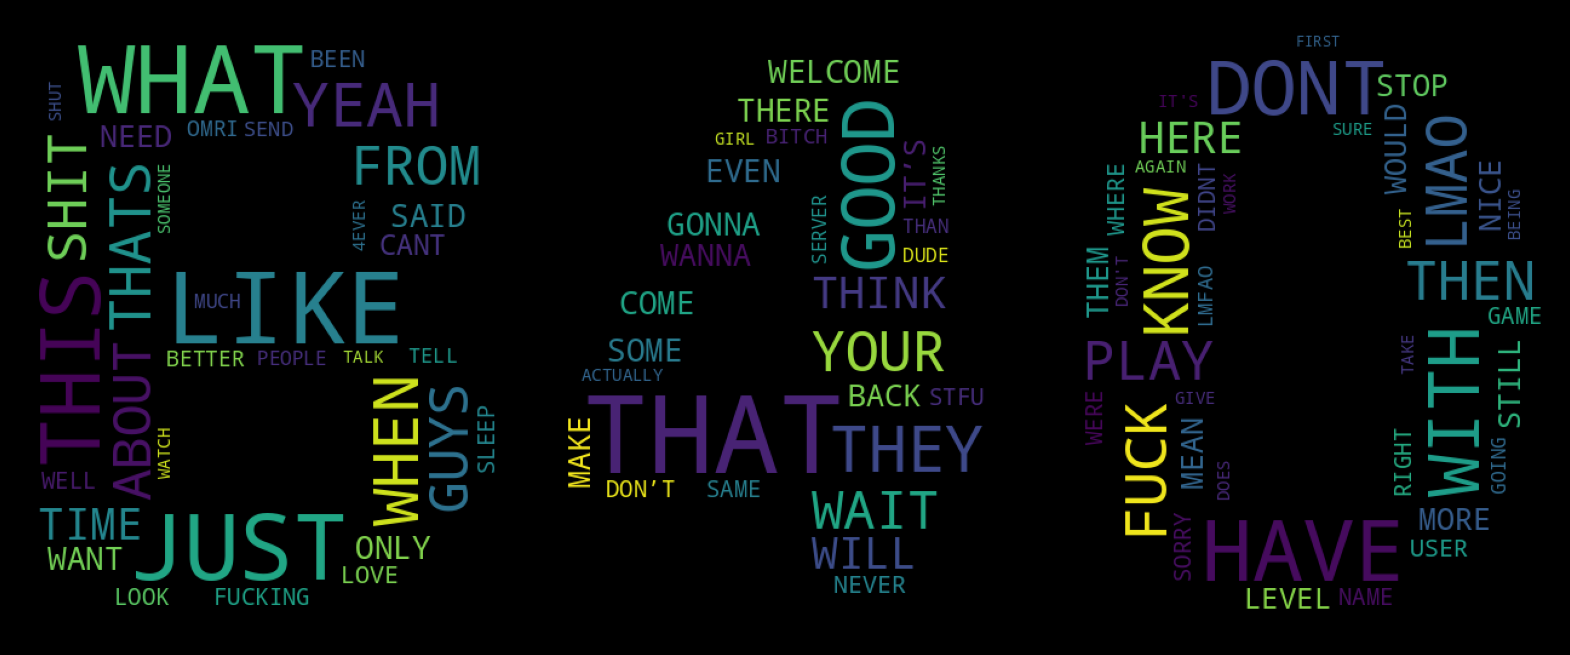 WHAT
BEEN
YEAH
SHUT
NEED
OMRI
SEND
SHIT
THATS
SOMEONE
FROM
4EVER
SAID
CANT
THIS
LIKE
MUCH
BETTER
PEOPLE
TALK
TELL
ABOUT
WATCH
WHEN
GUYS
SLEEP
WELL
TIME
WANT
JUST
ONLY
LOVE
LOOK
FUCKING
WELCOME
THERE
GIRL
BITCH
GOOD
IT’S
THANKS
EVEN
SERVER
GONNA
WANNA
THAN
DUDE
COME
THINK
SOME
ACTUALLY
YOUR
BACK
STFU
MAKE
THAT
THEY
DON’T
SAME
WAIT
WILL
NEVER
FIRST
DONT
STOP
IT'S
HERE
SURE
WOULD
LMAO
AGAIN
WHERE
DIDNT
WORK
NICE
BEING
BEST
KNOW
THEM
DON'T
LMFAO
THEN
GAME
PLAY
TAKE
WITH
STILL
GIVE
WERE
FUCK
MEAN
DOES
RIGHT
GOING
SORRY
HAVE
MORE
USER
LEVEL
NAME